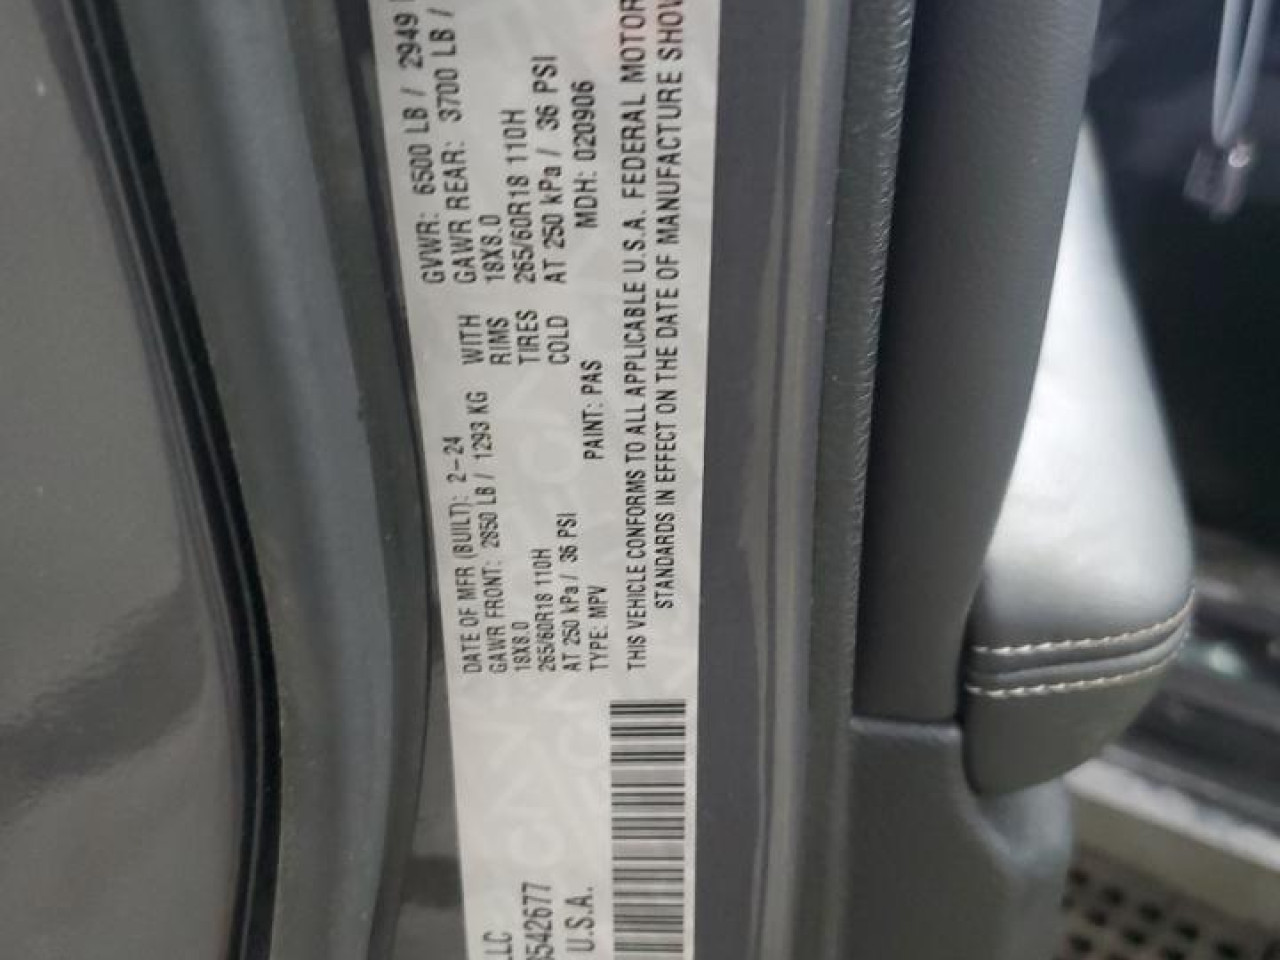 DATE OF MFR (BUILT): 2-24 GVWR: 6500 LB / 2949
GAWR FRONT: 2850 LB / 1293 KG WITH GAWR REAR: 3700 LB /
18X8.0 RIMS 18X8.0
265/60R18 110H TIRES 265/60R18 110H
AT 250 kPa / 36 PSI COLD AT 250 kPa / 36 PSI
TYPE: MPV PAINT: PAS MDH: 020906
THIS VEHICLE CONFORMS TO ALL APPLICABLE U.S.A. FEDERAL MOTOR
STANDARDS IN EFFECT ON THE DATE OF MANUFACTURE SHOW
LLC
542677
U.S.A.